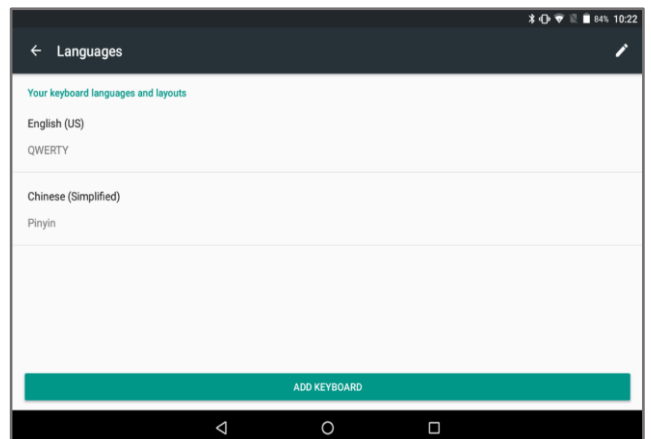 84% 10:22
Languages
Your keyboard languages and layouts
English (US)
QWERTY
Chinese (Simplified)
Pinyin
ADD KEYBOARD